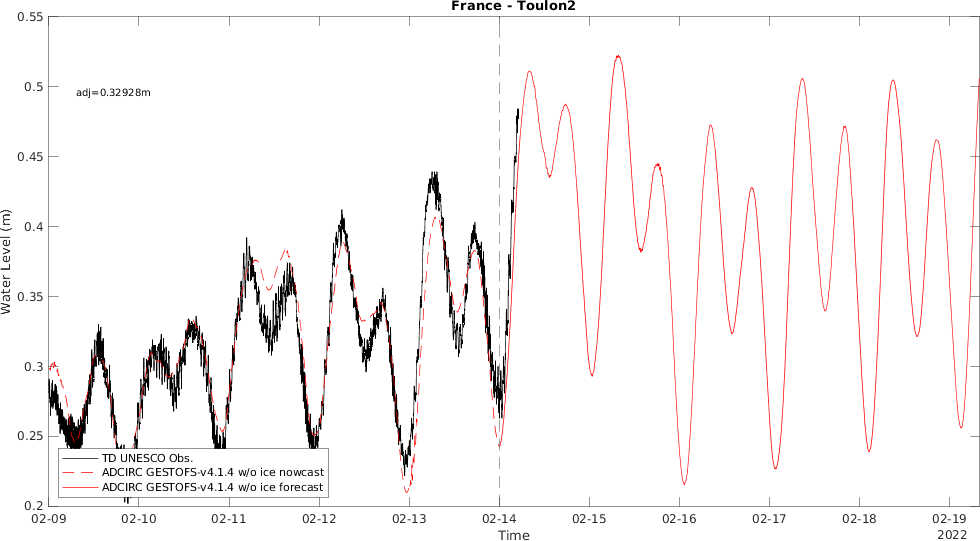 France - Toulon2
0.55
0.5
0.45
0.4
0.35
0.3
0.25
0.2
Water Level (m)
adj=0.32928m
TD UNESCO Obs.
ADCIRC GESTOFS-v4.1.4 w/o ice nowcast
ADCIRC GESTOFS-v4.1.4 w/o ice forecast
02-09 02-10 02-11 02-12 02-13 02-14 02-15 02-16 02-17 02-18 02-19
Time
2022